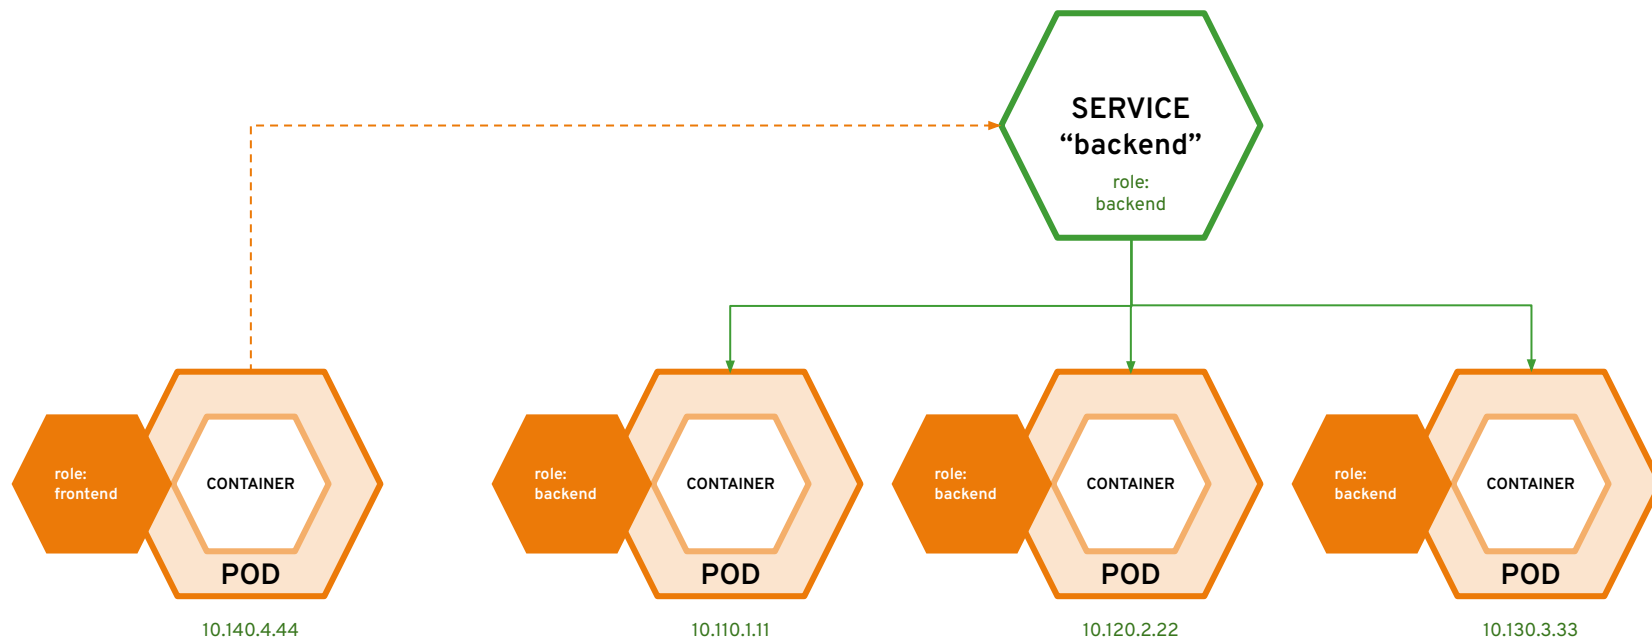 SERVICE
“backend”
role:
backend
role:
frontend
CONTAINER
POD
10.140.4.44
role:
backend
CONTAINER
POD
10.110.1.11
role:
backend
CONTAINER
POD
10.120.2.22
role:
backend
CONTAINER
POD
10.130.3.33